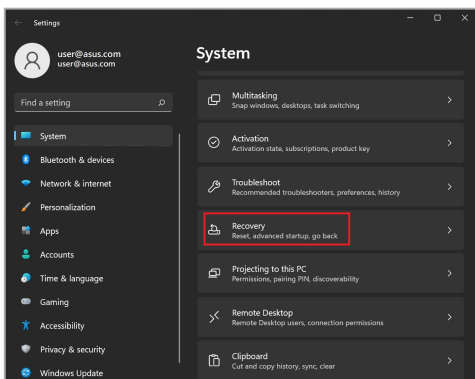 Settings
user@asus.com
user@asus.com
Find a setting
System
Bluetooth & devices
Network & internet
Personalization
Apps
Accounts
Time & language
Gaming
Accessibility
Privacy & security
Windows Update
System
Multitasking
Snap windows, desktops, task switching
Activation
Activation state, subscriptions, product key
Troubleshoot
Recommended troubleshooters, preferences, history
Recovery
Reset, advanced startup, go back
Projecting to this PC
Permissions, pairing PIN, discoverability
Remote Desktop
Remote Desktop users, connection permissions
Clipboard
Cut and copy history, sync, clear